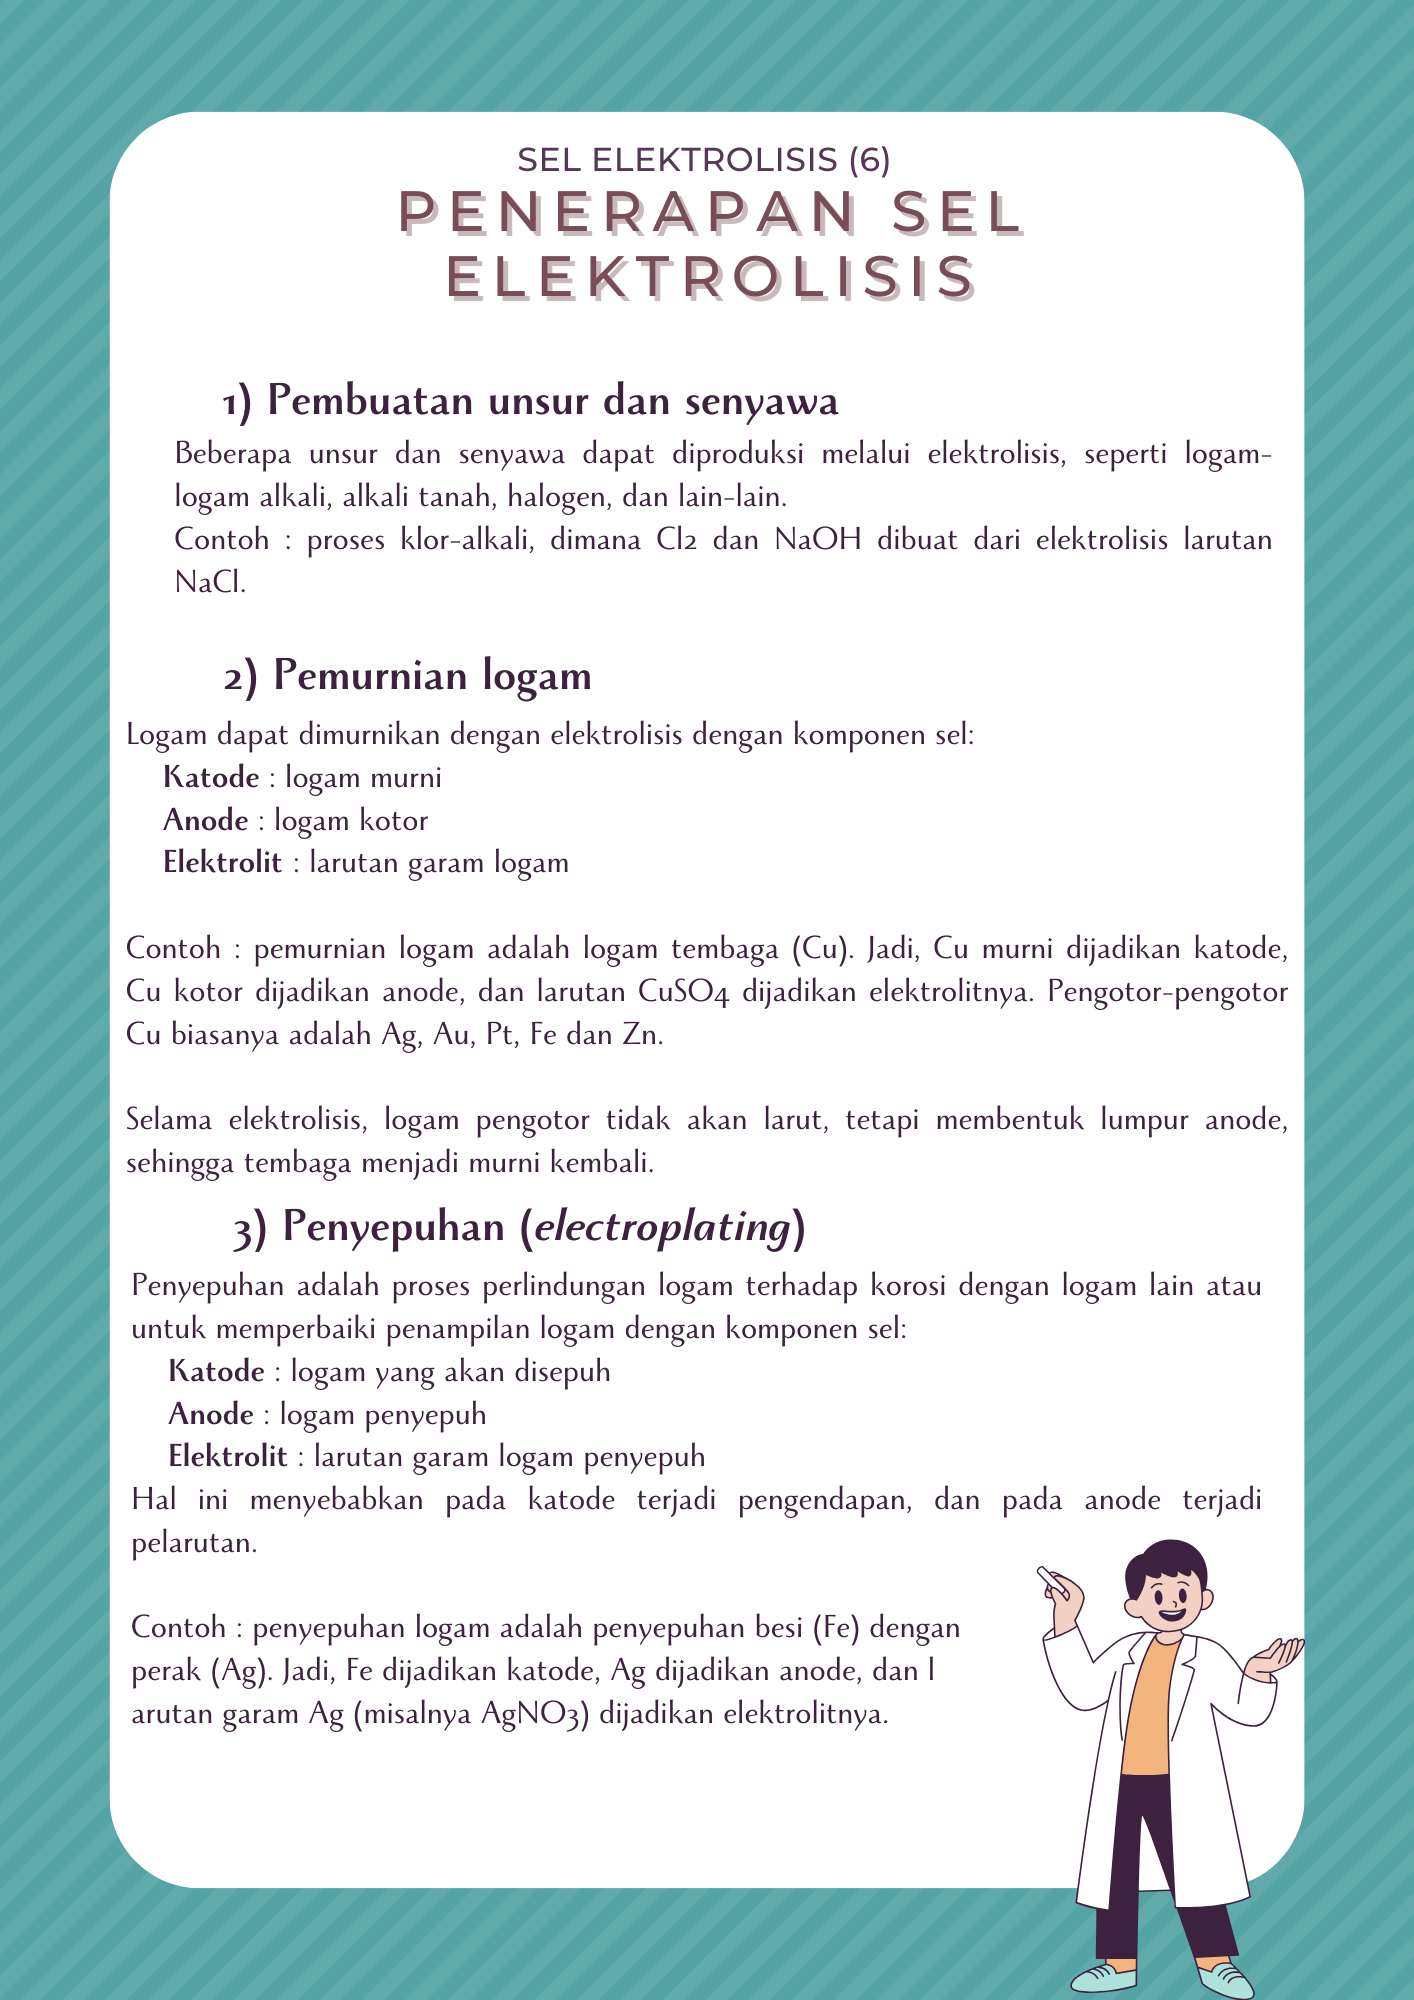 SEL ELEKTROLISIS (6)
PENERAPAN SEL
ELEKTROLISIS
1) Pembuatan unsur dan senyawa
Beberapa unsur dan senyawa dapat diproduksi melalui elektrolisis, seperti logam-
logam alkali, alkali tanah, halogen, dan lain-lain.
Contoh : proses klor-alkali, dimana Cl2 dan NaOH dibuat dari elektrolisis larutan
NaCl.
2) Pemurnian logam
Logam dapat dimurnikan dengan elektrolisis dengan komponen sel:
Katode : logam murni
Anode : logam kotor
Elektrolit : larutan garam logam
Contoh : pemurnian logam adalah logam tembaga (Cu). Jadi, Cu murni dijadikan katode,
Cu kotor dijadikan anode, dan larutan CuSO4 dijadikan elektrolitnya. Pengotor-pengotor
Cu biasanya adalah Ag, Au, Pt, Fe dan Zn.
Selama elektrolisis, logam pengotor tidak akan larut, tetapi membentuk lumpur anode,
sehingga tembaga menjadi murni kembali.
3) Penyepuhan (electroplating)
Penyepuhan adalah proses perlindungan logam terhadap korosi dengan logam lain atau
untuk memperbaiki penampilan logam dengan komponen sel:
Katode : logam yang akan disepuh
Anode : logam penyepuh
Elektrolit : larutan garam logam penyepuh
Hal ini menyebabkan pada katode terjadi pengendapan, dan pada anode terjadi
pelarutan.
Contoh : penyepuhan logam adalah penyepuhan besi (Fe) dengan
perak (Ag). Jadi, Fe dijadikan katode, Ag dijadikan anode, dan l
arutan garam Ag (misalnya AgNO3) dijadikan elektrolitnya.